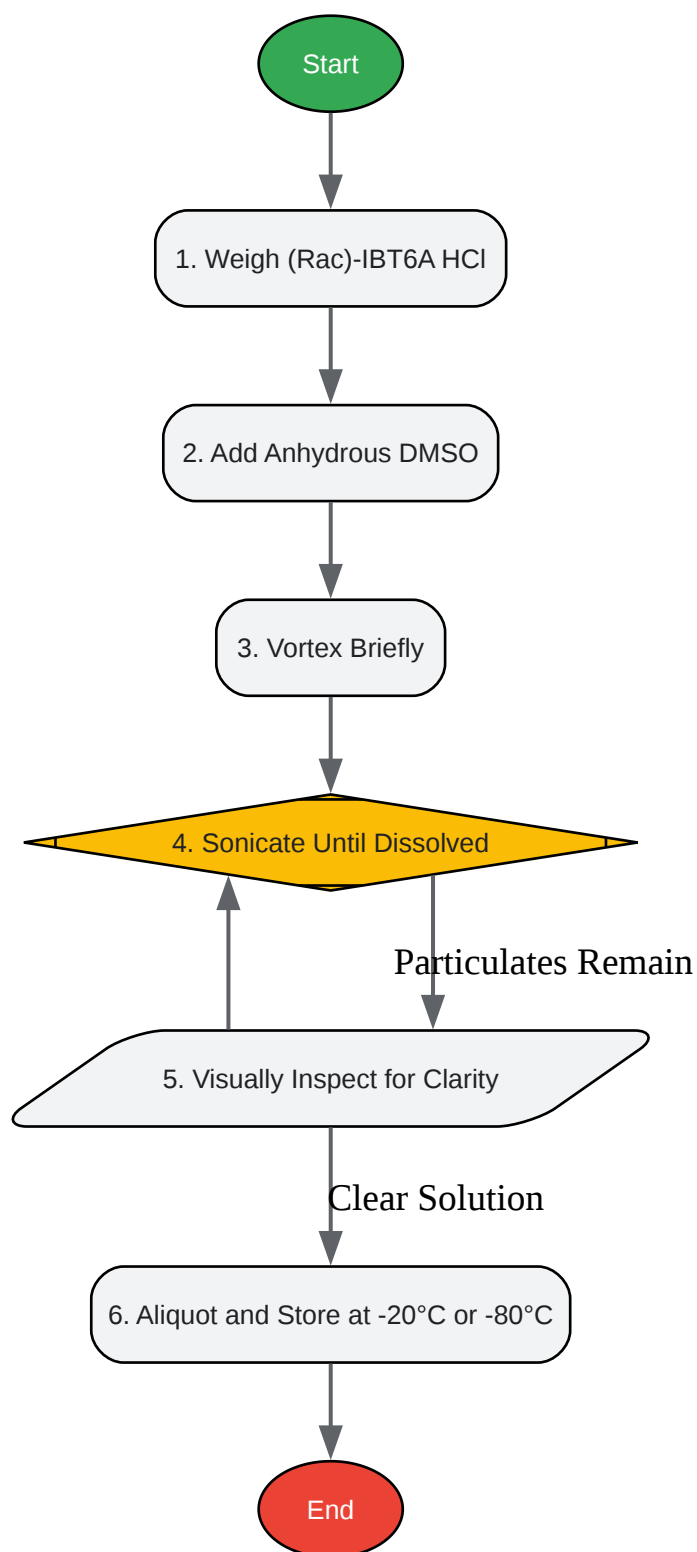 Start
1. Weigh (Rac)-IBT6A HCl
2. Add Anhydrous DMSO
3. Vortex Briefly
4. Sonicate Until Dissolved
Particulates Remain
5. Visually Inspect for Clarity
Clear Solution
6. Aliquot and Store at -20°C or -80°C
End